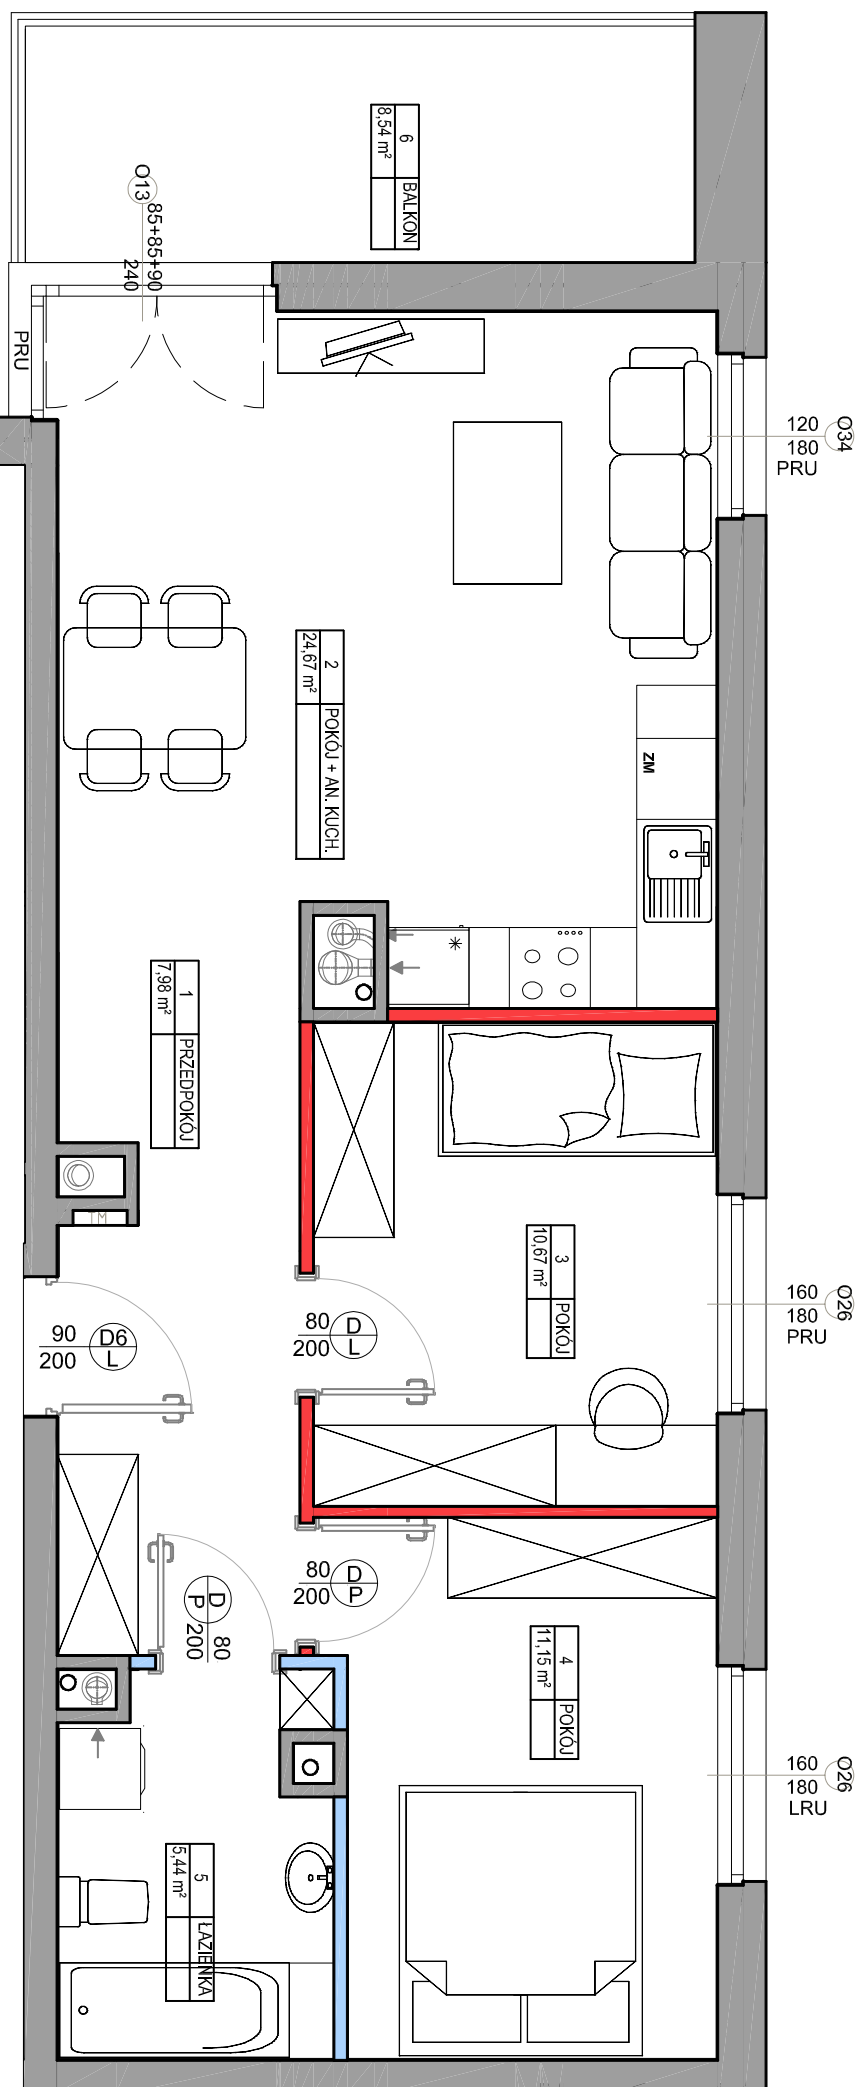 6
BALKON
8,54 m²
O13
85+85+90
240
PRU
120
180
PRU
O34
2
POKÓJ + AN. KUCH.
24,67 m²
ZM
*
1
PRZEDPOKÓJ
7,98 m²
3
POKÓJ
10,67 m²
160
180
PRU
O26
90
200
D6
L
80
200
D
L
80
200
D
P
D
P
80
200
4
POKÓJ
11,15 m²
160
180
LRU
O26
5
ŁAZIENKA
5,44 m²